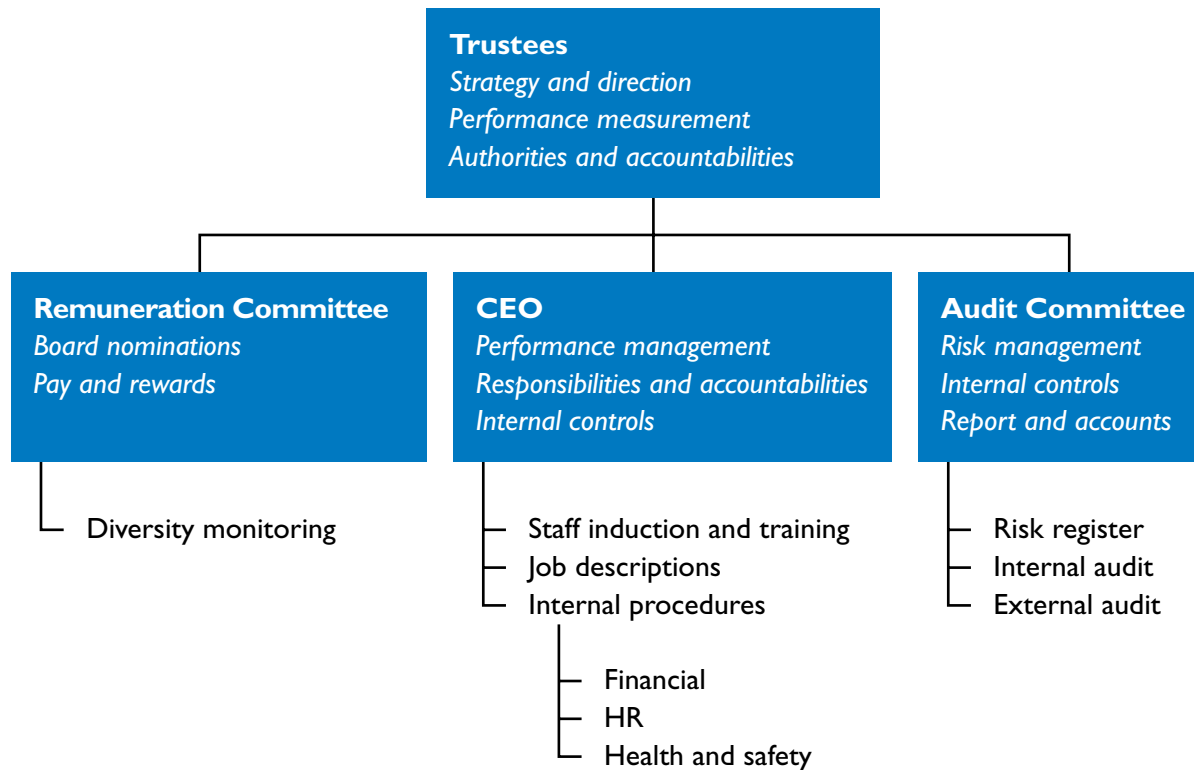 Trustees
Strategy and direction
Performance measurement
Authorities and accountabilities
Remuneration Committee
Board nominations
Pay and rewards
Diversity monitoring
CEO
Performance management
Responsibilities and accountabilities
Internal controls
Staff induction and training
Job descriptions
Internal procedures
Financial
HR
Health and safety
Audit Committee
Risk management
Internal controls
Report and accounts
Risk register
Internal audit
External audit